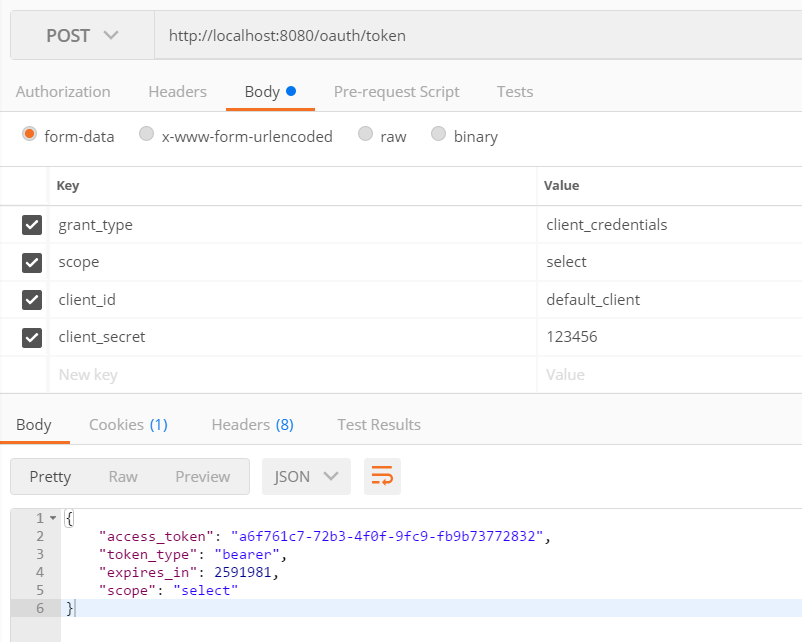 POST http://localhost:8080/oauth/token
Authorization Headers Body Pre-request Script Tests
form-data x-www-form-urlencoded raw binary
Key Value
grant_type client_credentials
scope select
client_id default_client
client_secret 123456
New key Value
Body Cookies (1) Headers (8) Test Results
Pretty Raw Preview JSON
1 {
2 "access_token": "a6f761c7-72b3-4f0f-9fc9-fb9b73772832",
3 "token_type": "bearer",
4 "expires_in": 2591981,
5 "scope": "select"
6 }